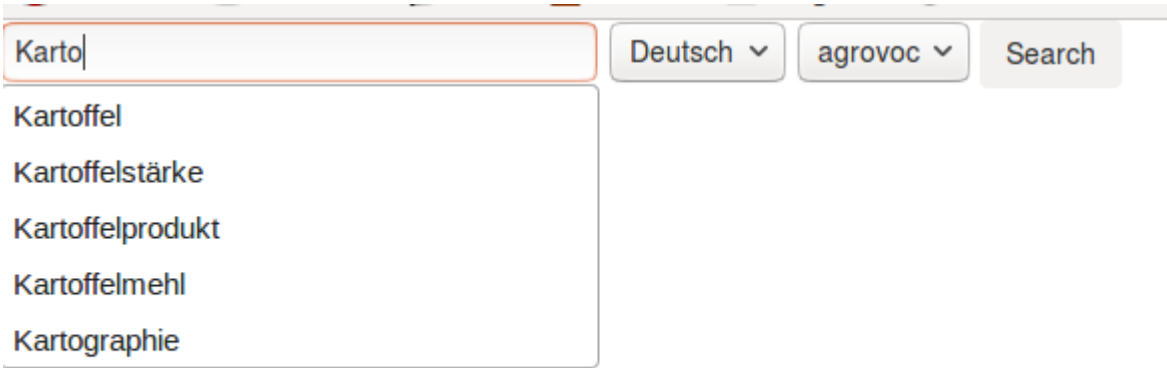 Karto Deutsch agrovoc Search
Kartoffel
Kartoffelstärke
Kartoffelprodukt
Kartoffelmehl
Kartographie